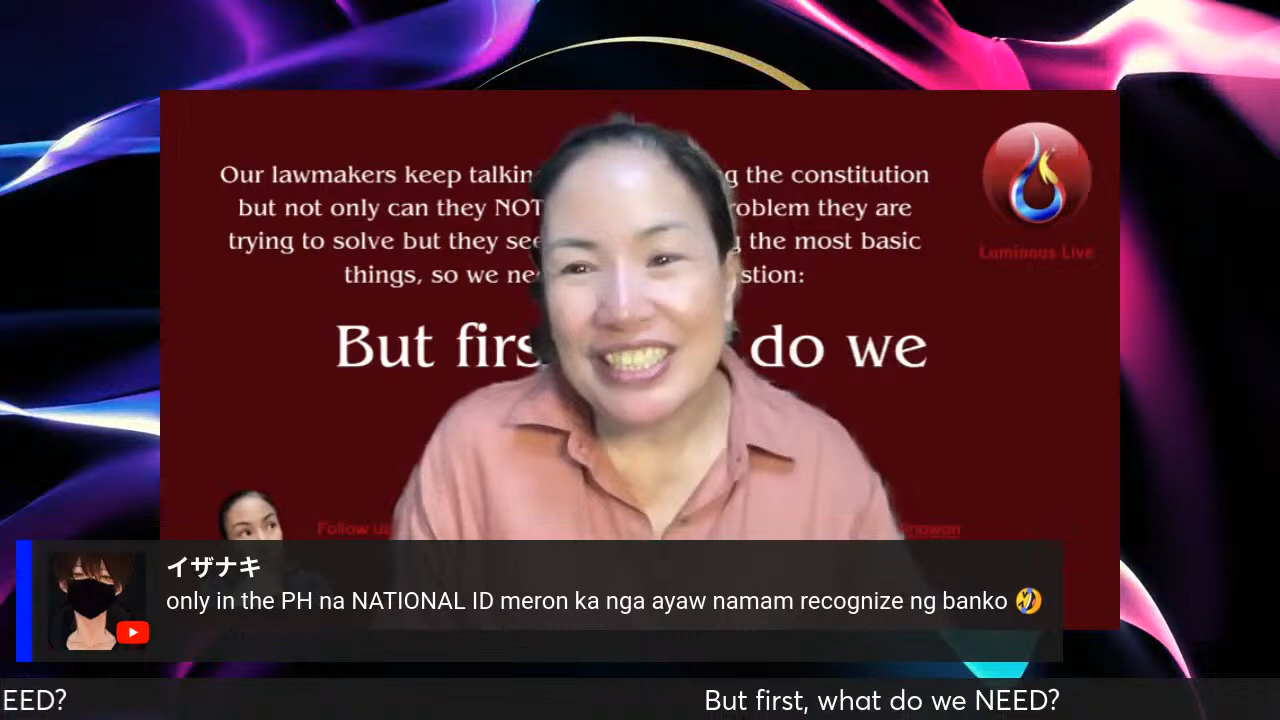 Our lawmakers keep talkin g the constitution
but not only can they NOT roblem they are
trying to solve but they see g the most basic
things, so we ne stion:
But firs do we
Luminous Live
Follow us
イザナキ
only in the PH na NATIONAL ID meron ka nga ayaw namam recognize ng banko 🤣
EED? But first, what do we NEED?